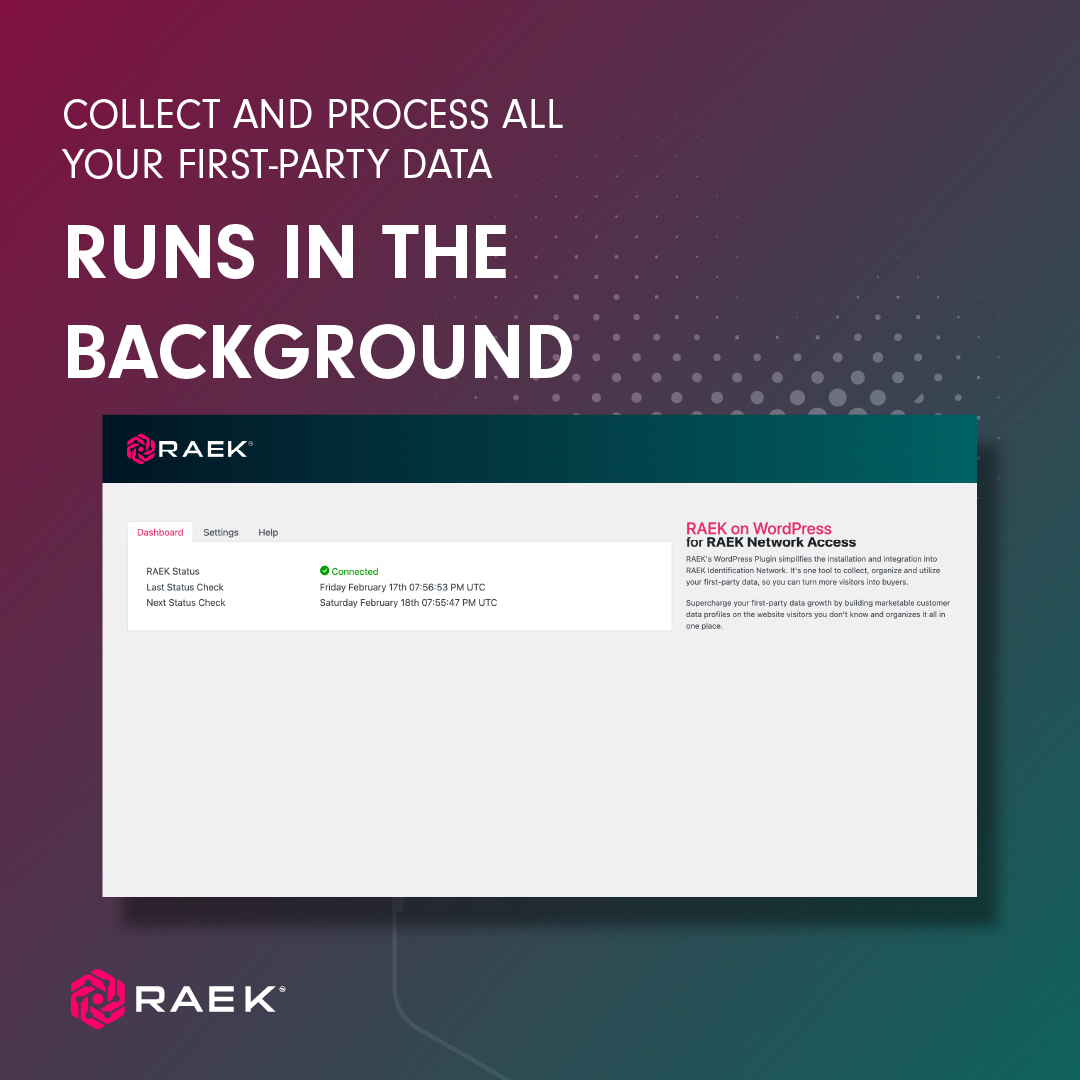 COLLECT AND PROCESS ALL
YOUR FIRST-PARTY DATA
RUNS IN THE
BACKGROUND
RAEK
Dashboard Settings Help
RAEK Status Connected
Last Status Check Friday February 17th 07:56:53 PM UTC
Next Status Check Saturday February 18th 07:55:47 PM UTC
RAEK on WordPress
for RAEK Network Access
RAEK's WordPress Plugin simplifies the installation and integration into
RAEK Identification Network. It's one tool to collect, organize and utilize
your first-party data, so you can turn more visitors into buyers.
Supercharge your first-party data growth by building marketable customer
data profiles on the website visitors you don't know and organizes it all in
one place.
RAEK